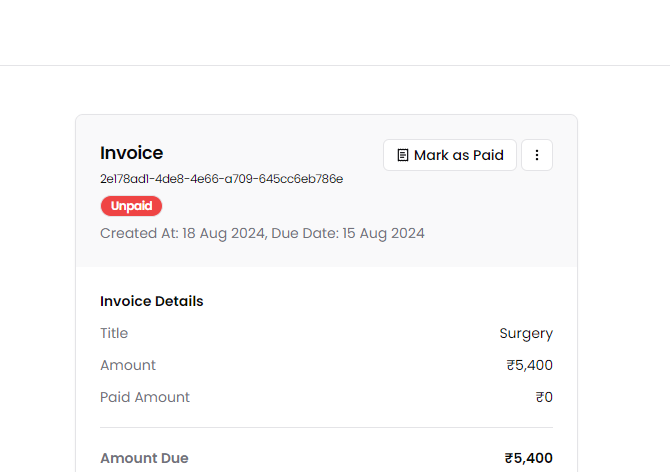 Invoice
Mark as Paid
2e178ad1-4de8-4e66-a709-645cc6eb786e
Unpaid
Created At: 18 Aug 2024, Due Date: 15 Aug 2024
Invoice Details
Title Surgery
Amount ₹5,400
Paid Amount ₹0
Amount Due ₹5,400